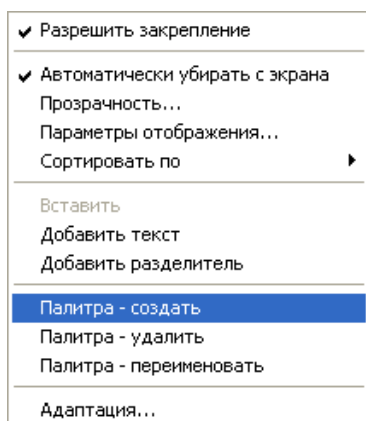 Разрешить закрепление
Автоматически убирать с экрана
Прозрачность...
Параметры отображения...
Сортировать по
Вставить
Добавить текст
Добавить разделитель
Палитра - создать
Палитра - удалить
Палитра - переименовать
Адаптация...